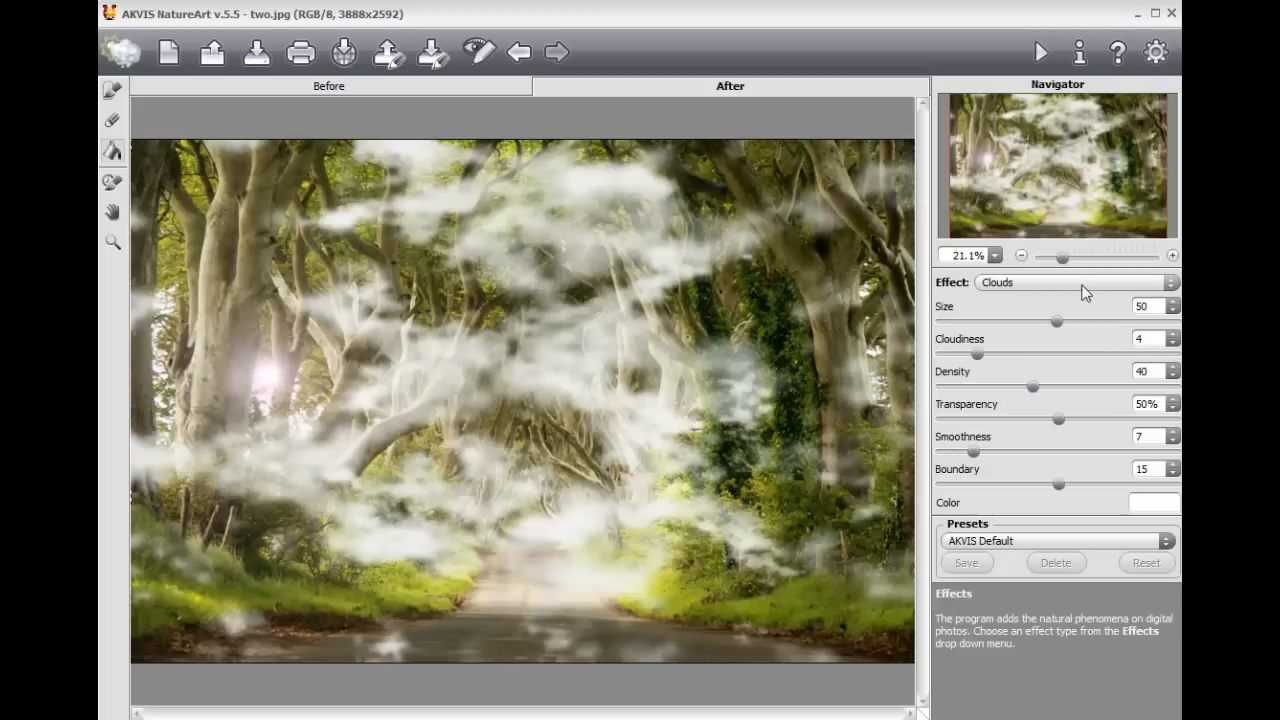 AKVIS NatureArt v.5.5 - two.jpg (RGB/8, 3888x2592)
Before
After
Navigator
21.1%
Effect: Clouds
Size 50
Cloudiness 4
Density 40
Transparency 50%
Smoothness 7
Boundary 15
Color
Presets
AKVIS Default
Save Delete Reset
Effects
The program adds the natural phenomena on digital
photos. Choose an effect type from the Effects
drop down menu.